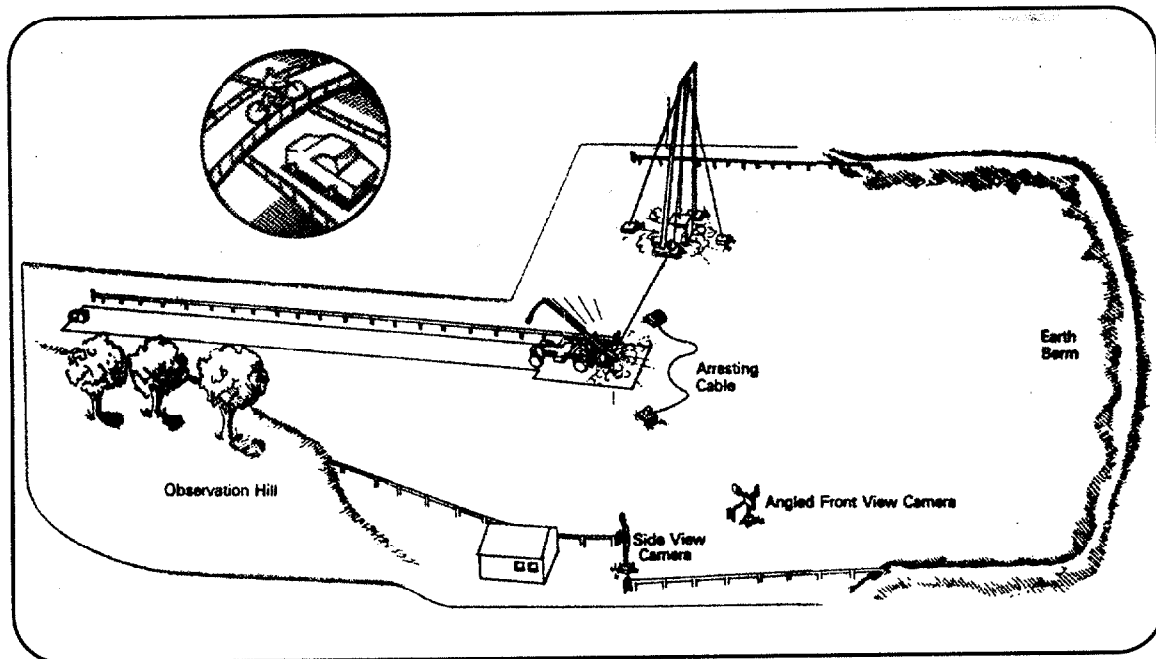 Earth
Berm
Arresting
Cable
Observation Hill
Angled Front View Camera
Side View
Camera